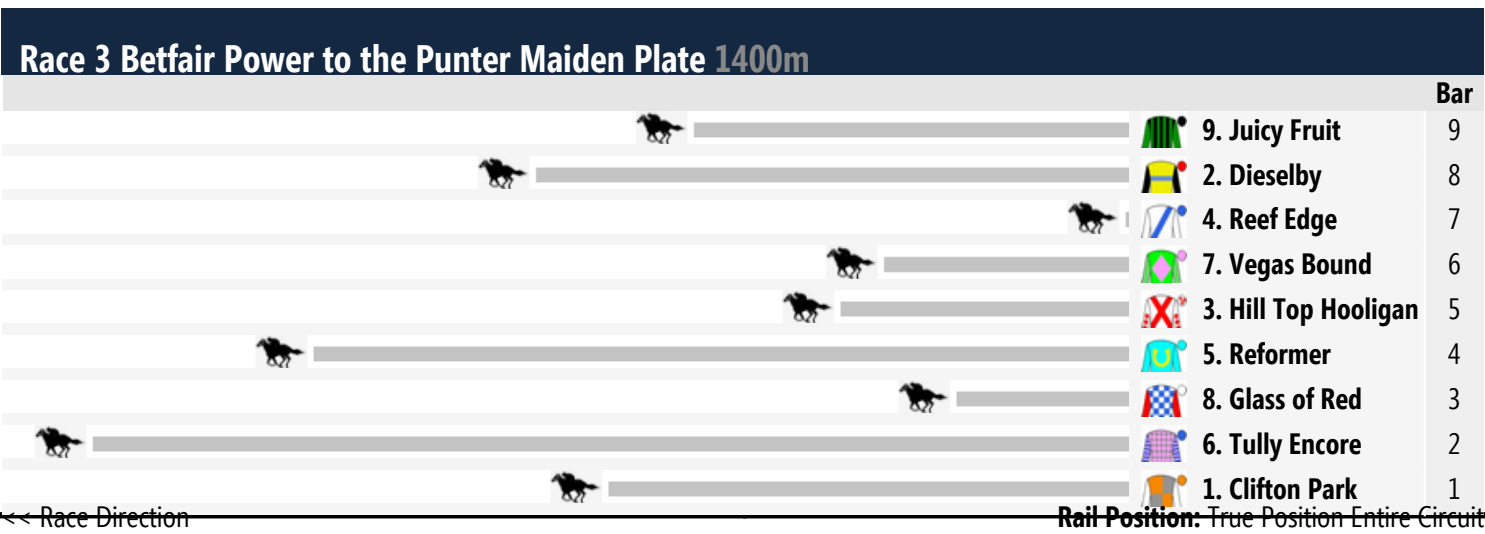 Race 3 Betfair Power to the Punter Maiden Plate 1400m
Bar
9. Juicy Fruit 9
2. Dieselby 8
4. Reef Edge 7
7. Vegas Bound 6
3. Hill Top Hooligan 5
5. Reformer 4
8. Glass of Red 3
6. Tully Encore 2
1. Clifton Park 1
<< Race Direction Rail Position: True Position Entire Circuit